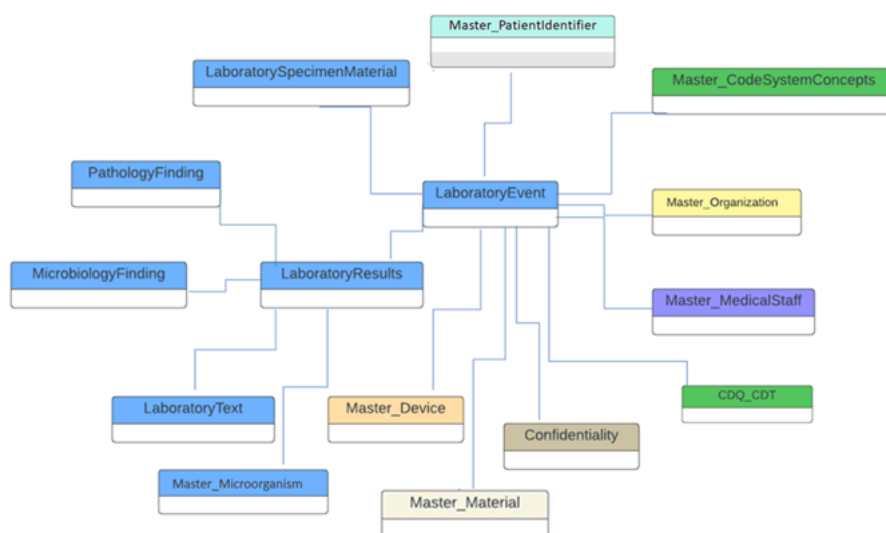 Master_PatientIdentifier
LaboratorySpecimenMaterial
Master_CodeSystemConcepts
PathologyFinding
LaboratoryEvent
Master_Organization
MicrobiologyFinding
LaboratoryResults
Master_MedicalStaff
LaboratoryText
Master_Device
CDQ_CDT
Confidentiality
Master_Microorganism
Master_Material